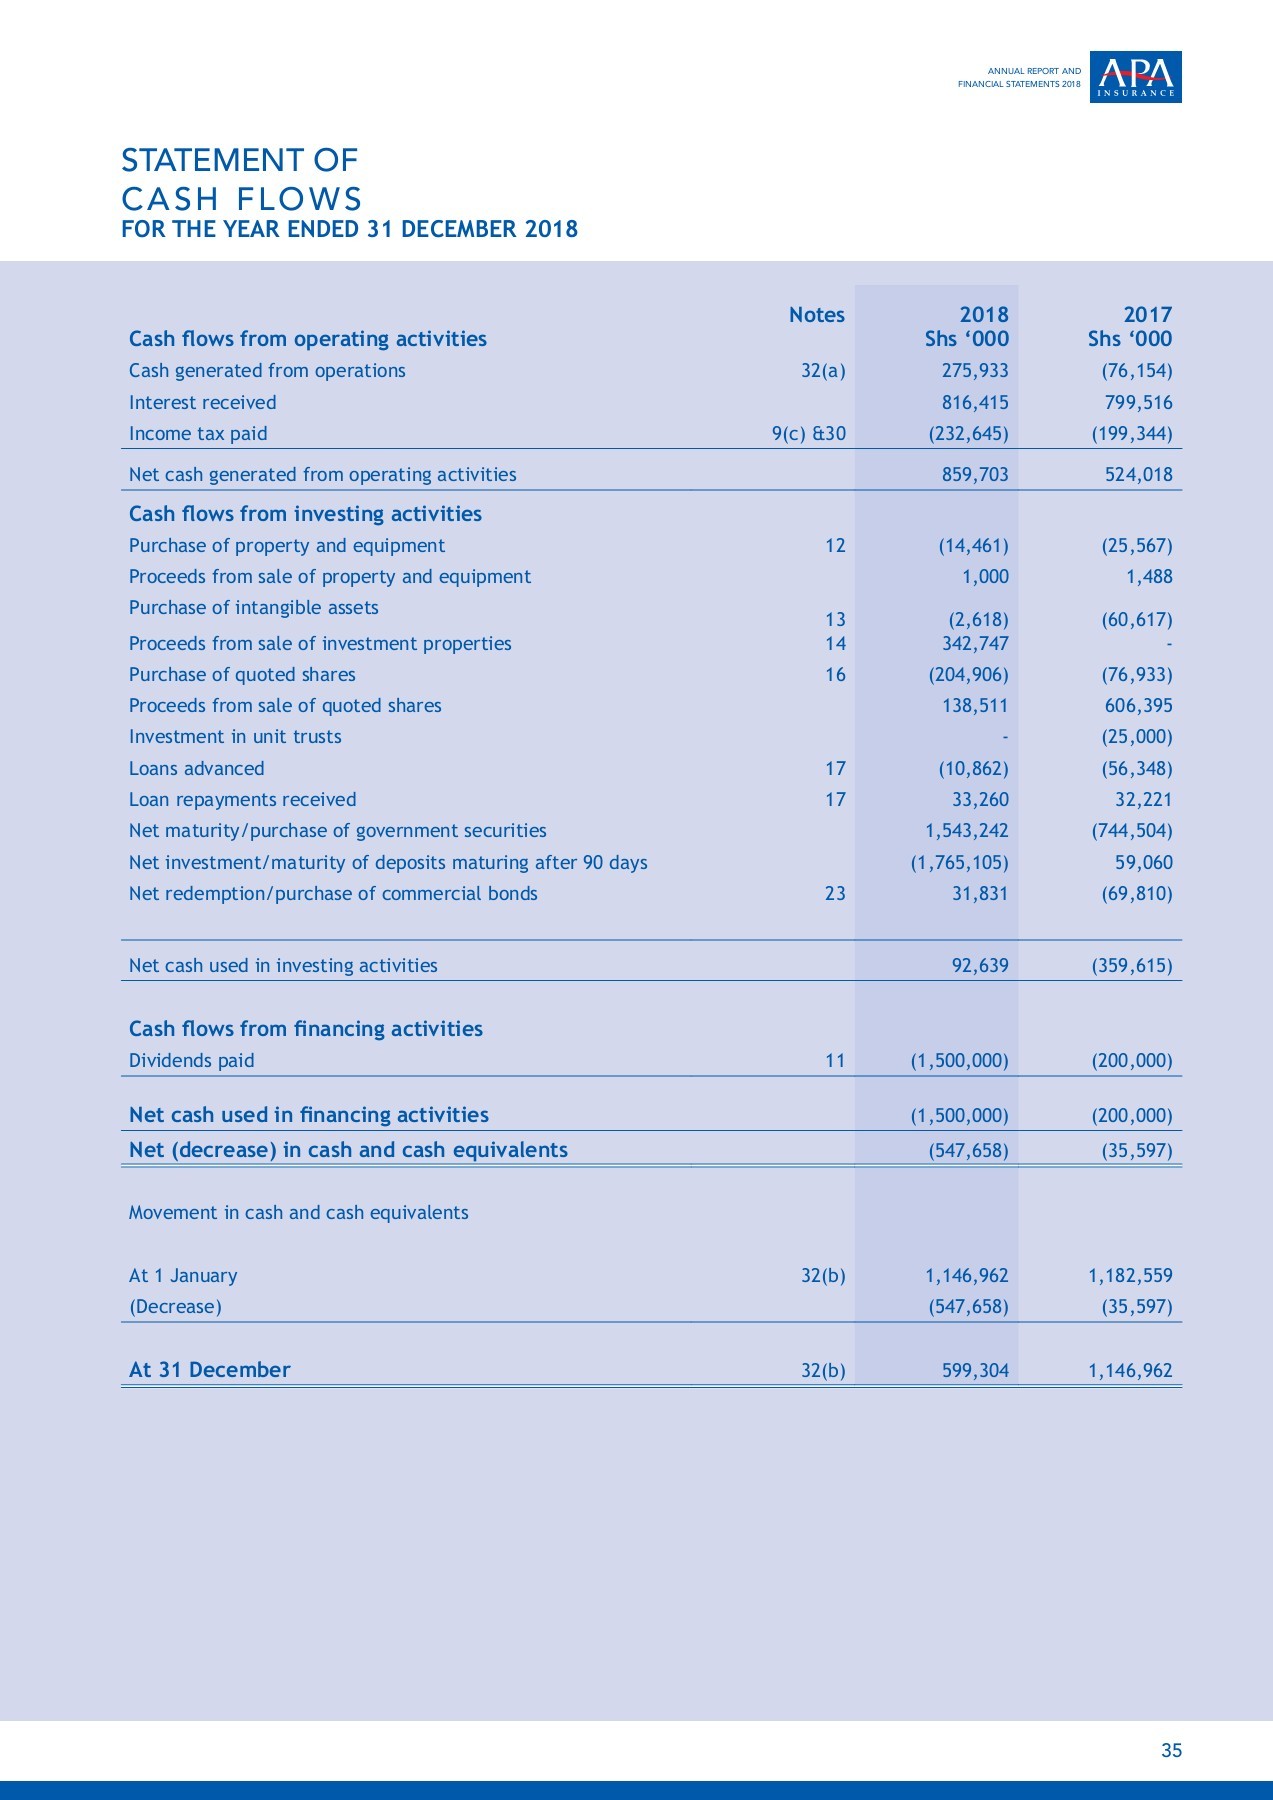 ANNUAL REPORT AND
FINANCIAL STATEMENTS 2018
APA
INSURANCE
STATEMENT OF
CASH FLOWS
FOR THE YEAR ENDED 31 DECEMBER 2018
Notes 2018 2017
Cash flows from operating activities Shs ‘000 Shs ‘000
Cash generated from operations 32(a) 275,933 (76,154)
Interest received 816,415 799,516
Income tax paid 9(c) &30 (232,645) (199,344)
Net cash generated from operating activities 859,703 524,018
Cash flows from investing activities
Purchase of property and equipment 12 (14,461) (25,567)
Proceeds from sale of property and equipment 1,000 1,488
Purchase of intangible assets 13 (2,618) (60,617)
Proceeds from sale of investment properties 14 342,747 -
Purchase of quoted shares 16 (204,906) (76,933)
Proceeds from sale of quoted shares 138,511 606,395
Investment in unit trusts - (25,000)
Loans advanced 17 (10,862) (56,348)
Loan repayments received 17 33,260 32,221
Net maturity/purchase of government securities 1,543,242 (744,504)
Net investment/maturity of deposits maturing after 90 days (1,765,105) 59,060
Net redemption/purchase of commercial bonds 23 31,831 (69,810)
Net cash used in investing activities 92,639 (359,615)
Cash flows from financing activities
Dividends paid 11 (1,500,000) (200,000)
Net cash used in financing activities (1,500,000) (200,000)
Net (decrease) in cash and cash equivalents (547,658) (35,597)
Movement in cash and cash equivalents
At 1 January 32(b) 1,146,962 1,182,559
(Decrease) (547,658) (35,597)
At 31 December 32(b) 599,304 1,146,962
35